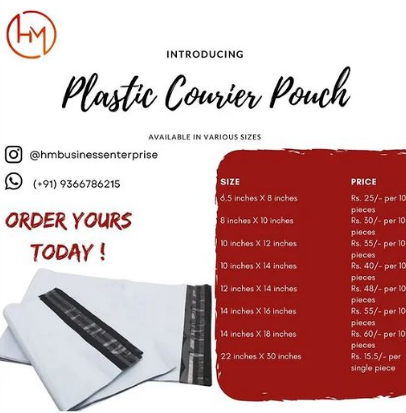 HM
INTRODUCING
Plastic Courier Pouch
AVAILABLE IN VARIOUS SIZES
@hmbusinessenterprise
(+91) 9366786215
ORDER YOURS
TODAY !
SIZE PRICE
6.5 inches X 8 inches Rs. 25/- per 10
pieces
8 inches X 10 inches Rs. 30/- per 10
pieces
10 inches X 12 inches Rs. 35/- per 10
pieces
10 inches X 14 inches Rs. 40/- per 10
pieces
12 inches X 14 inches Rs. 48/- per 10
pieces
14 inches X 16 inches Rs. 55/- per 10
pieces
14 inches X 18 inches Rs. 60/- per 10
pieces
22 inches X 30 inches Rs. 15.5/- per
single piece